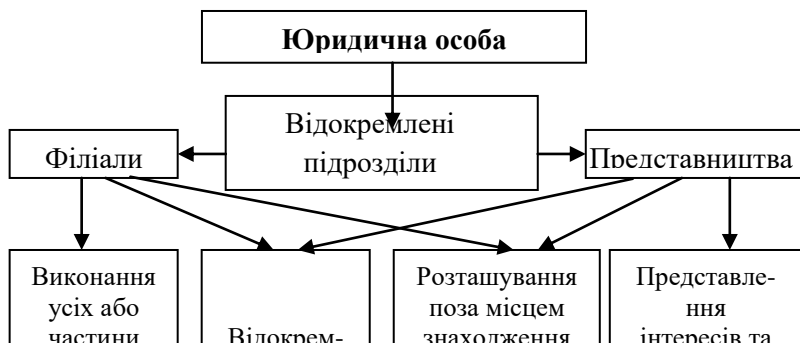 Юридична особа
Відокремлені
підрозділи
Філіали
Представництва
Виконання
усіх або
частини
Відокрем-
Розташування
поза місцем
знаходження
Представле-
ння
інтересів та